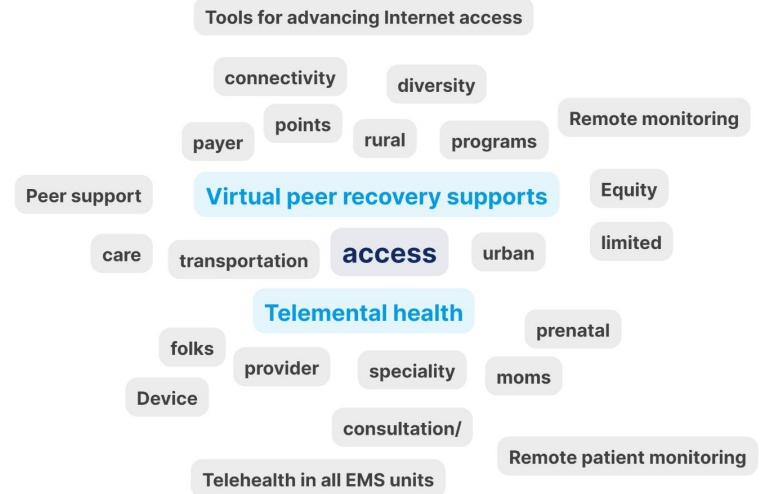 Tools for advancing Internet access
connectivity
diversity
points
Remote monitoring
payer
rural
programs
Peer support
Virtual peer recovery supports
Equity
care
transportation
access
urban
limited
Telemental health
prenatal
folks
provider
speciality
moms
Device
consultation/
Remote patient monitoring
Telehealth in all EMS units